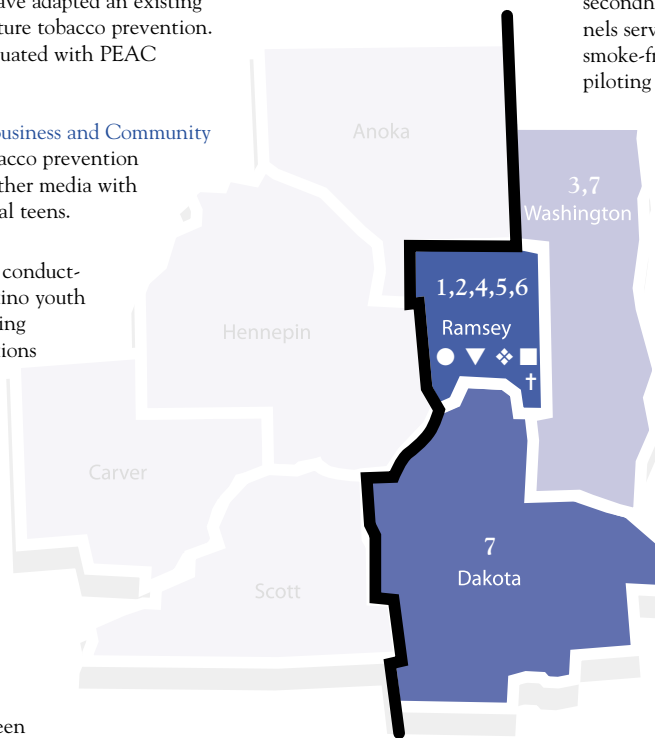 ave adapted an existing
ture tobacco prevention.
uated with PEAC
usiness and Community
acco prevention
ther media with
al teens.
conduct-
ino youth
ing
ions
een
secondh
nels serv
smoke-fr
piloting
Anoka
3,7
Washington
1,2,4,5,6
Ramsey
Hennepin
Carver
7
Dakota
Scott